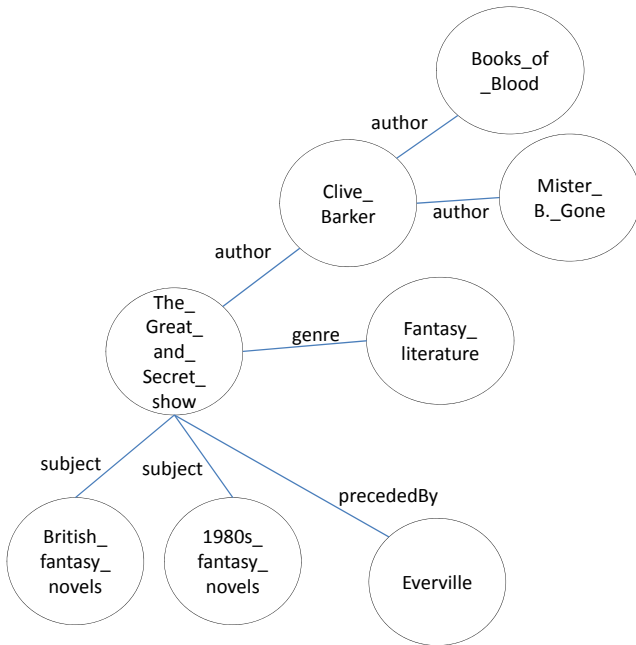 Books_of
_Blood
author
Clive_
Barker
Mister_
B._Gone
author
author
The_
Great_
and_
Secret_
show
genre
Fantasy_
literature
subject
subject
precededBy
British_
fantasy_
novels
1980s_
fantasy_
novels
Everville